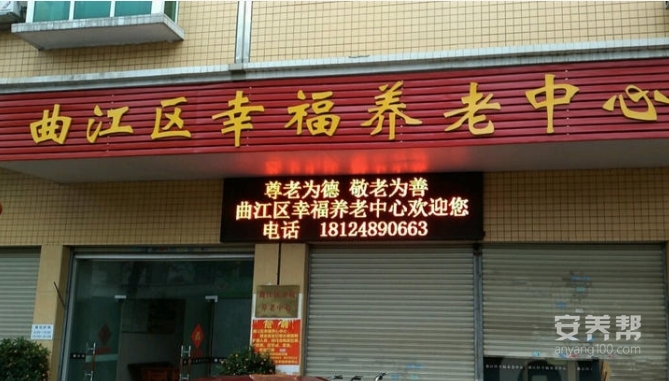 曲江区幸福养老中心
尊老为德 敬老为善
曲江区幸福养老中心欢迎您
电话 18124890663
安养帮
anyang100.com